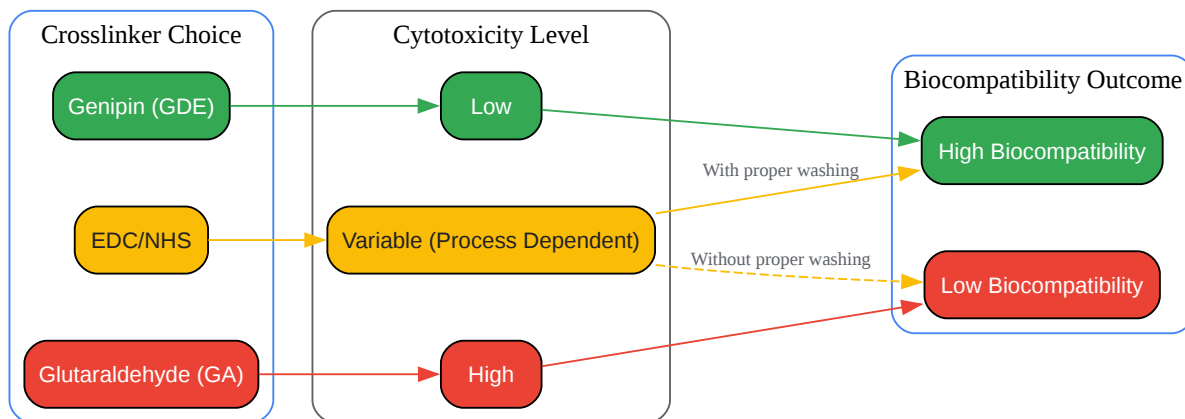 Crosslinker Choice
Genipin (GDE)
EDC/NHS
Glutaraldehyde (GA)
Cytotoxicity Level
Low
Variable (Process Dependent)
High
With proper washing
Without proper washing
Biocompatibility Outcome
High Biocompatibility
Low Biocompatibility